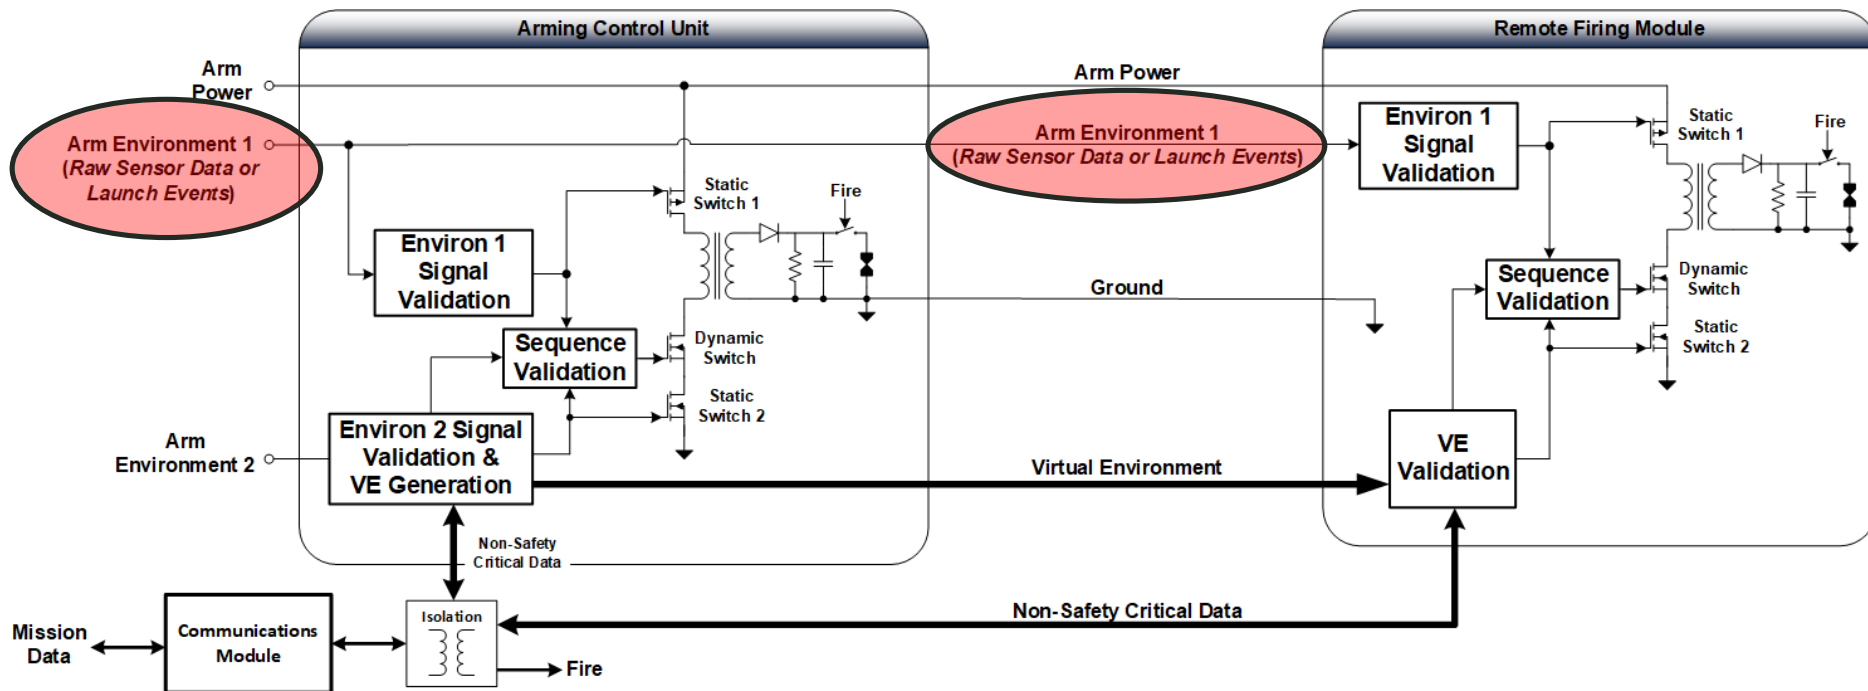 Arming Control Unit
Remote Firing Module
Arm
Power
Arm Power
Arm Environment 1
(Raw Sensor Data or
Launch Events)
Arm Environment 1
(Raw Sensor Data or Launch Events)
Environ 1
Signal
Validation
Static
Switch 1
Fire
Static
Switch 1
Fire
Environ 1
Signal
Validation
Ground
Sequence
Validation
Dynamic
Switch
Static
Switch 2
Sequence
Validation
Dynamic
Switch
Static
Switch 2
Arm
Environment 2
Environ 2 Signal
Validation &
VE Generation
Virtual Environment
VE
Validation
Non-Safety
Critical Data
Isolation
Non-Safety Critical Data
Mission
Data
Communications
Module
Fire